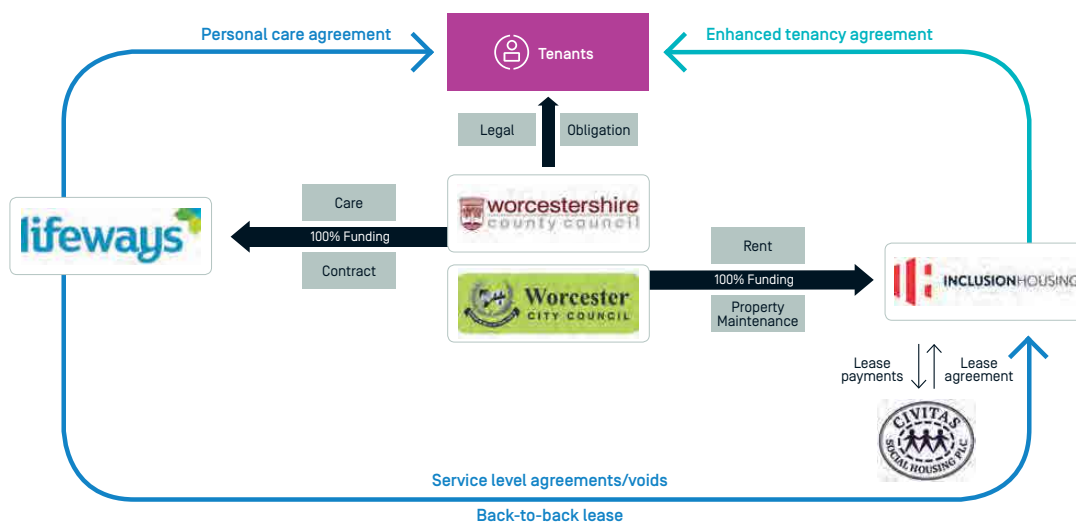 Personal care agreement
Tenants
Enhanced tenancy agreement
Legal
Obligation
lifeways
Care
100% Funding
Contract
worcestershire
county council
Worcester
CITY COUNCIL
Rent
100% Funding
Property
Maintenance
INCLUSIONHOUSING
Lease
payments
Lease
agreement
CIVITAS
SOCIAL HOUSING PLC
Service level agreements/voids
Back-to-back lease